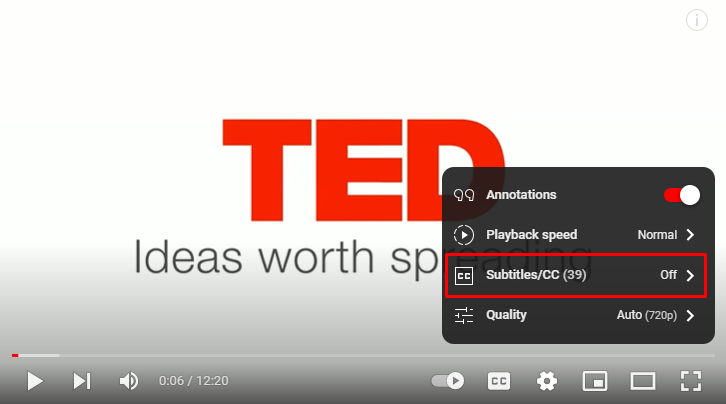 TED
Ideas worth spreading
Annotations
Playback speed Normal
Subtitles/CC (39) Off
Quality Auto (720p)
0:06 / 12:20
CC